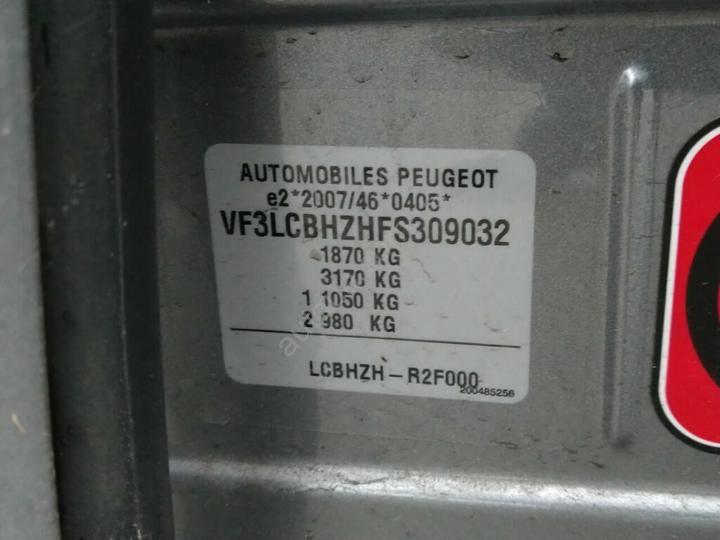 AUTOMOBILES PEUGEOT
e2*2007/46*0405*
VF3LCBHZHFS309032
1870 KG
3170 KG
1 1050 KG
2 980 KG
LCBHZH-R2F000
200485256